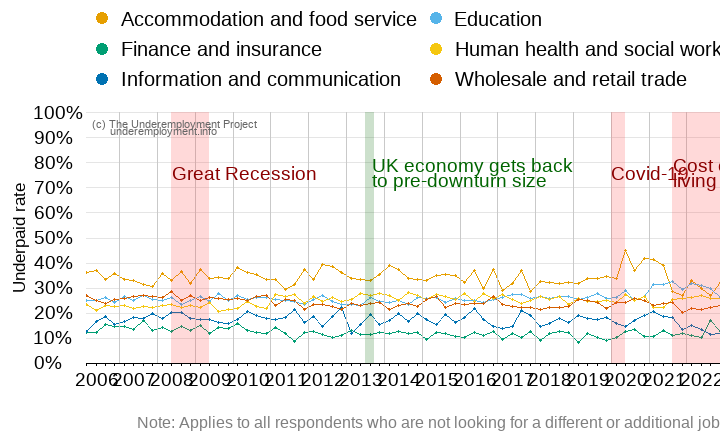 Accommodation and food service
Education
Finance and insurance
Human health and social work
Information and communication
Wholesale and retail trade
100%
90%
80%
70%
60%
50%
40%
30%
20%
10%
0%
Underpaid rate
(c) The Underemployment Project
underemployment.info
Great Recession
UK economy gets back
to pre-downturn size
Covid-19
Cost
living
2006 2007 2008 2009 2010 2011 2012 2013 2014 2015 2016 2017 2018 2019 2020 2021 2022
Note: Applies to all respondents who are not looking for a different or additional job